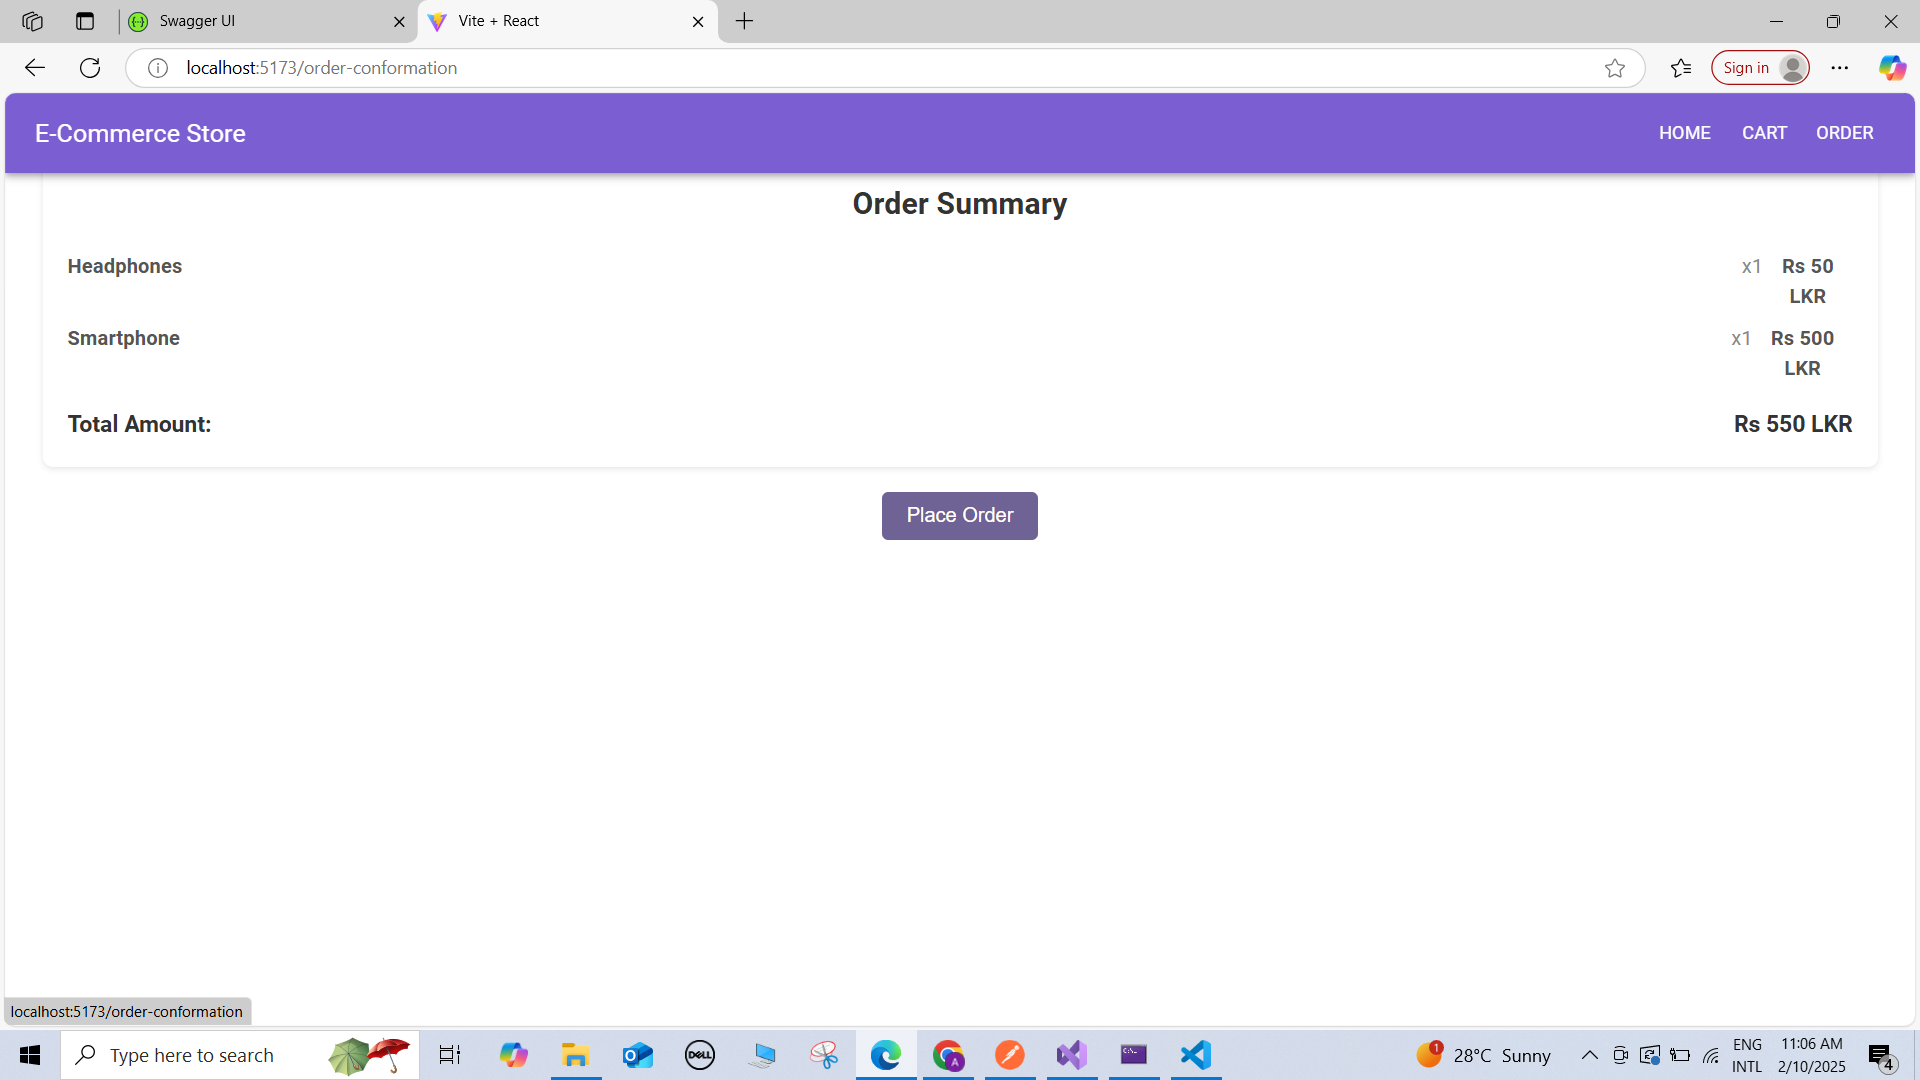 Swagger UI
Vite + React
localhost:5173/order-conformation
Sign in
E-Commerce Store
HOME CART ORDER
Order Summary
Headphones x1 Rs 50
LKR
Smartphone x1 Rs 500
LKR
Total Amount: Rs 550 LKR
Place Order
localhost:5173/order-conformation
Type here to search
DELL
1
28°C Sunny
ENG
INTL
11:06 AM
2/10/2025
4